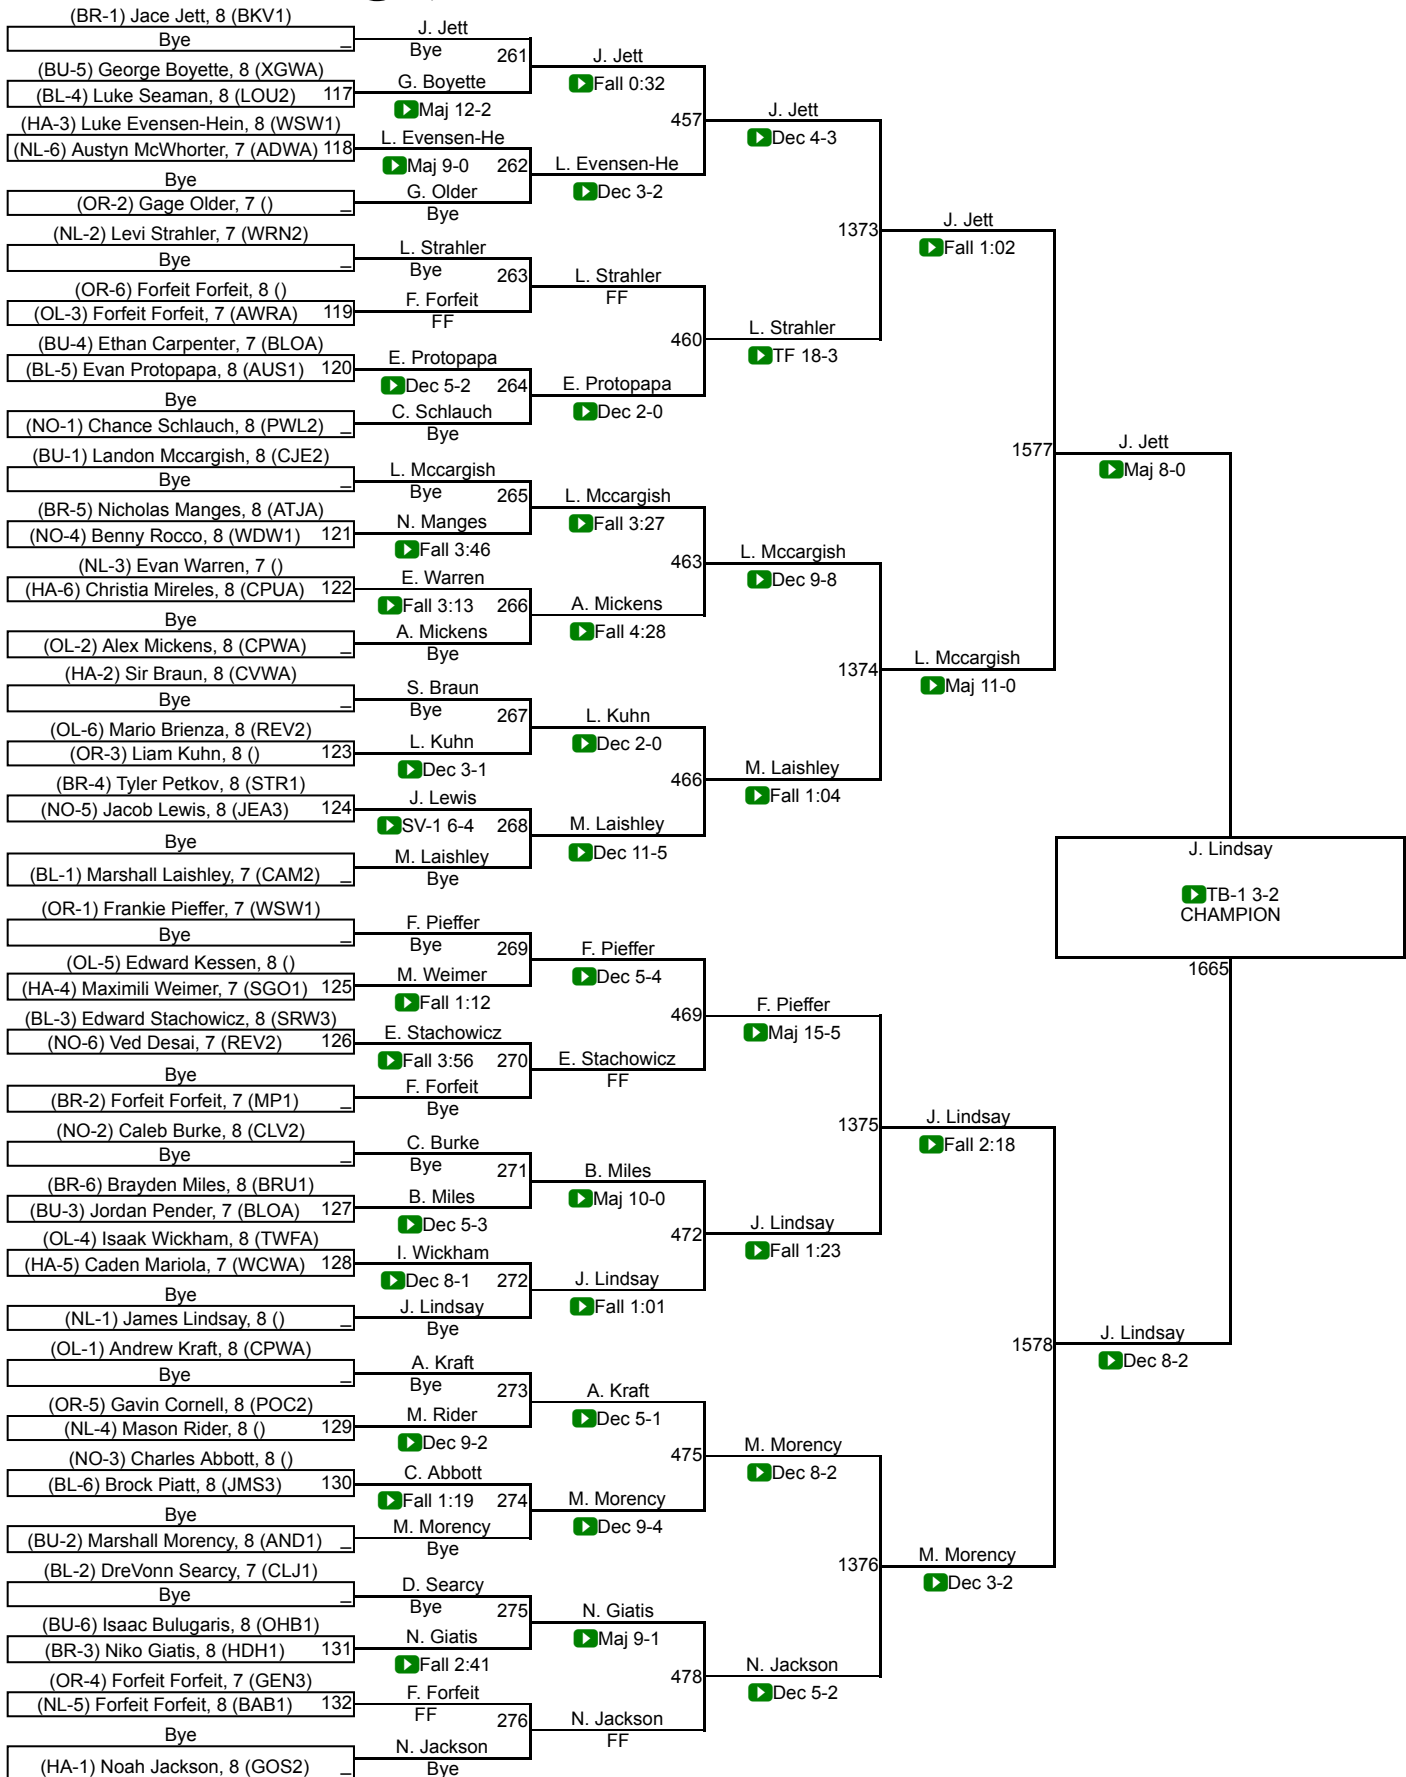 (BR-1) Jace Jett, 8 (BKV1)
Bye
(BU-5) George Boyette, 8 (XGWA)
(BL-4) Luke Seaman, 8 (LOU2) 117
(HA-3) Luke Evensen-Hein, 8 (WSW1)
(NL-6) Austyn McWhorter, 7 (ADWA) 118
Bye
(OR-2) Gage Older, 7 ()
(NL-2) Levi Strahler, 7 (WRN2)
Bye
(OR-6) Forfeit Forfeit, 8 ()
(OL-3) Forfeit Forfeit, 7 (AWRA) 119
(BU-4) Ethan Carpenter, 7 (BLOA)
(BL-5) Evan Protopapa, 8 (AUS1) 120
Bye
(NO-1) Chance Schlauch, 8 (PWL2)
(BU-1) Landon Mccargish, 8 (CJE2)
Bye
(BR-5) Nicholas Manges, 8 (ATJA)
(NO-4) Benny Rocco, 8 (WDW1) 121
(NL-3) Evan Warren, 7 ()
(HA-6) Christia Mireles, 8 (CPUA) 122
Bye
(OL-2) Alex Mickens, 8 (CPWA)
(HA-2) Sir Braun, 8 (CVWA)
Bye
(OL-6) Mario Brienza, 8 (REV2)
(OR-3) Liam Kuhn, 8 () 123
(BR-4) Tyler Petkov, 8 (STR1)
(NO-5) Jacob Lewis, 8 (JEA3) 124
Bye
(BL-1) Marshall Laishley, 7 (CAM2)
(OR-1) Frankie Pieffer, 7 (WSW1)
Bye
(OL-5) Edward Kessen, 8 ()
(HA-4) Maximili Weimer, 7 (SGO1) 125
(BL-3) Edward Stachowicz, 8 (SRW3)
(NO-6) Ved Desai, 7 (REV2) 126
Bye
(BR-2) Forfeit Forfeit, 7 (MP1)
(NO-2) Caleb Burke, 8 (CLV2)
Bye
(BR-6) Brayden Miles, 8 (BRU1)
(BU-3) Jordan Pender, 7 (BLOA) 127
(OL-4) Isaak Wickham, 8 (TWFA)
(HA-5) Caden Mariola, 7 (WCWA) 128
Bye
(NL-1) James Lindsay, 8 ()
(OL-1) Andrew Kraft, 8 (CPWA)
Bye
(OR-5) Gavin Cornell, 8 (POC2)
(NL-4) Mason Rider, 8 () 129
(NO-3) Charles Abbott, 8 ()
(BL-6) Brock Piatt, 8 (JMS3) 130
Bye
(BU-2) Marshall Morency, 8 (AND1)
(BL-2) DreVonn Searcy, 7 (CLJ1)
Bye
(BU-6) Isaac Bulugaris, 8 (OHB1)
(BR-3) Niko Giatis, 8 (HDH1) 131
(OR-4) Forfeit Forfeit, 7 (GEN3)
(NL-5) Forfeit Forfeit, 8 (BAB1) 132
Bye
(HA-1) Noah Jackson, 8 (GOS2)
J. Jett
Bye 261
G. Boyette
Maj 12-2
L. Evensen-He
Maj 9-0 262
G. Older
Bye
L. Strahler
Bye 263
F. Forfeit
FF
E. Protopapa
Dec 5-2 264
C. Schlauch
Bye
L. Mccargish
Bye 265
N. Manges
Fall 3:46
E. Warren
Fall 3:13 266
A. Mickens
Bye
S. Braun
Bye 267
L. Kuhn
Dec 3-1
J. Lewis
SV-1 6-4 268
M. Laishley
Bye
F. Pieffer
Bye 269
M. Weimer
Fall 1:12
E. Stachowicz
Fall 3:56 270
F. Forfeit
Bye
C. Burke
Bye 271
B. Miles
Dec 5-3
I. Wickham
Dec 8-1 272
J. Lindsay
Bye
A. Kraft
Bye 273
M. Rider
Dec 9-2
C. Abbott
Fall 1:19 274
M. Morency
Bye
D. Searcy
Bye 275
N. Giatis
Fall 2:41
F. Forfeit
FF 276
N. Jackson
Bye
J. Jett
Fall 0:32
457
L. Evensen-He
Dec 3-2
L. Strahler
FF
460
E. Protopapa
Dec 2-0
L. Mccargish
Fall 3:27
463
A. Mickens
Fall 4:28
L. Kuhn
Dec 2-0
466
M. Laishley
Dec 11-5
F. Pieffer
Dec 5-4
469
E. Stachowicz
FF
B. Miles
Maj 10-0
472
J. Lindsay
Fall 1:01
A. Kraft
Dec 5-1
475
M. Morency
Dec 9-4
N. Giatis
Maj 9-1
478
N. Jackson
FF
J. Jett
Dec 4-3
1373
L. Strahler
TF 18-3
L. Mccargish
Dec 9-8
1374
M. Laishley
Fall 1:04
F. Pieffer
Maj 15-5
1375
J. Lindsay
Fall 1:23
M. Morency
Dec 8-2
1376
N. Jackson
Dec 5-2
J. Jett
Fall 1:02
1577
L. Mccargish
Maj 11-0
J. Lindsay
Fall 2:18
1578
M. Morency
Dec 3-2
J. Jett
Maj 8-0
J. Lindsay
TB-1 3-2
CHAMPION
1665
J. Lindsay
Dec 8-2